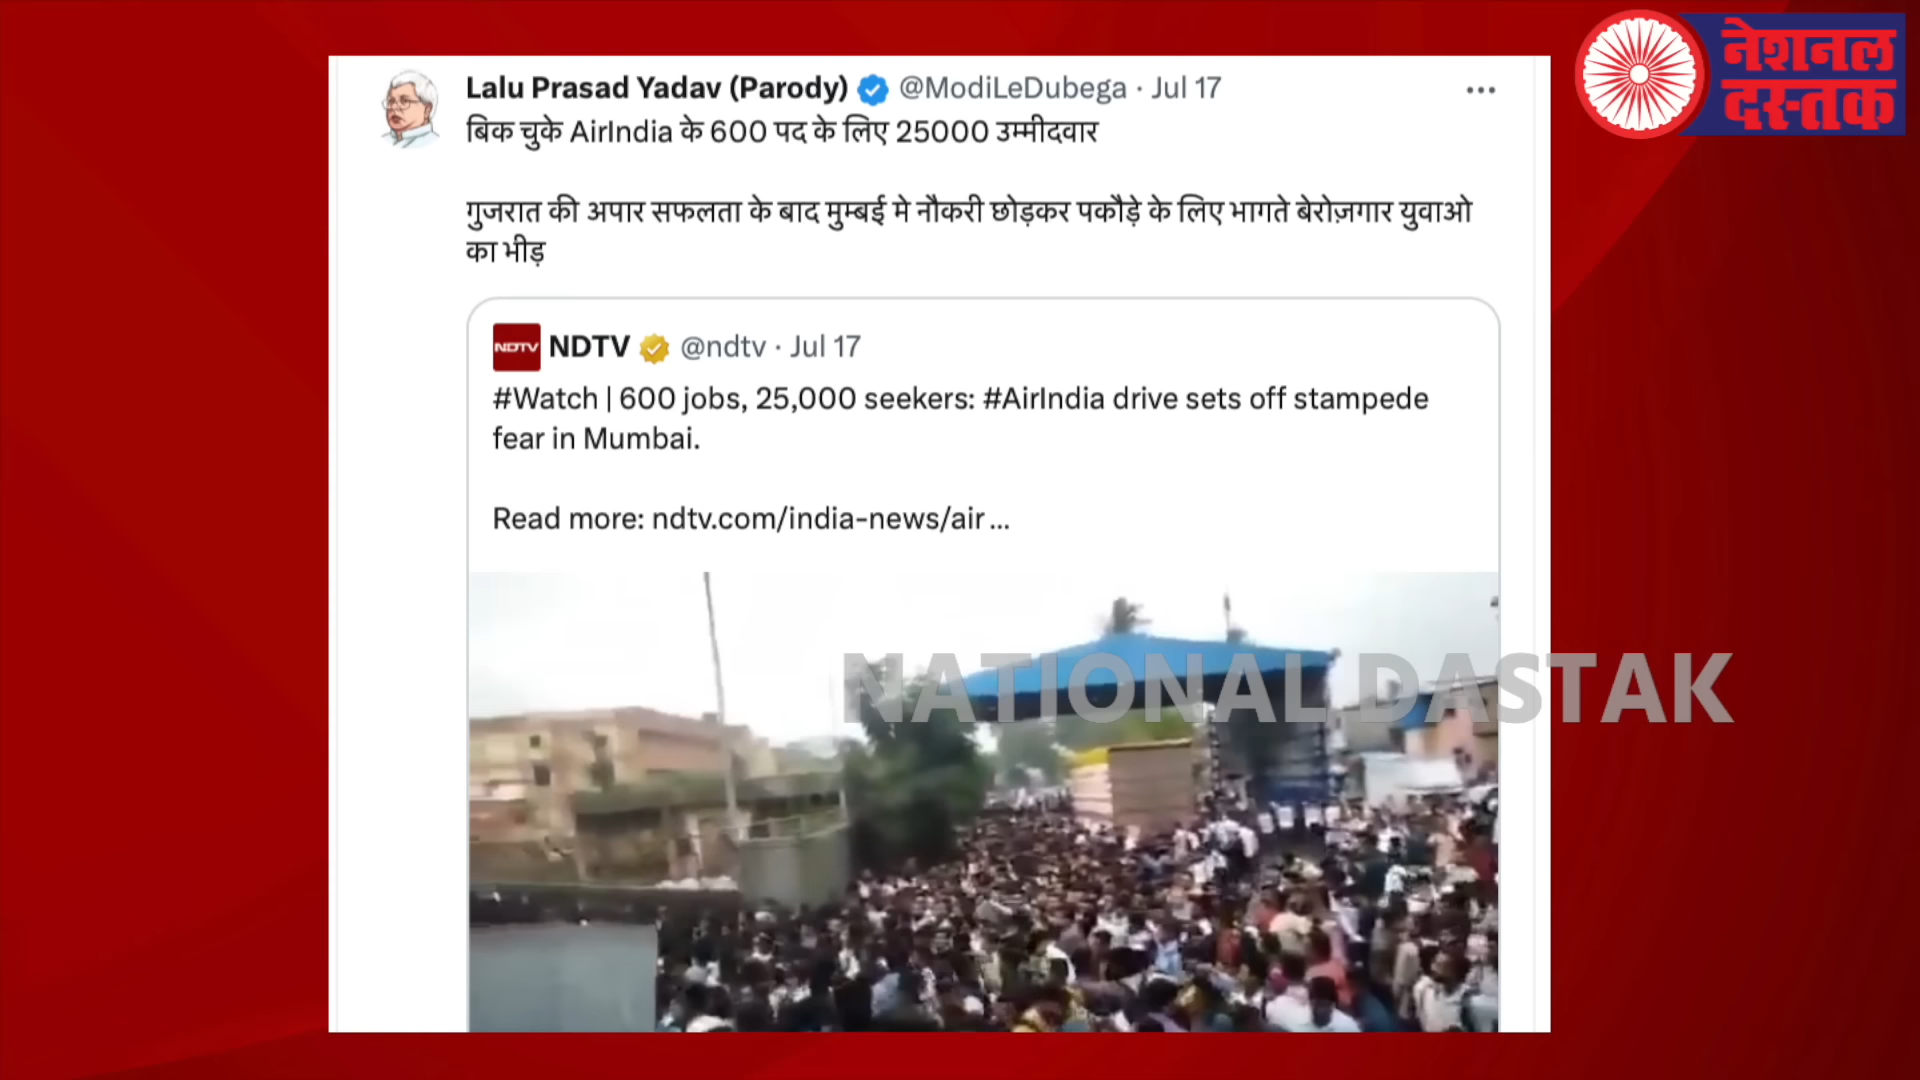 नेशनल
दस्तक
Lalu Prasad Yadav (Parody) @ModiLeDubega · Jul 17
बिक चुके AirIndia के 600 पद के लिए 25000 उम्मीदवार
गुजरात की अपार सफलता के बाद मुम्बई मे नौकरी छोड़कर पकौड़े के लिए भागते बेरोज़गार युवाओ
का भीड़
NDTV NDTV @ndtv · Jul 17
#Watch | 600 jobs, 25,000 seekers: #AirIndia drive sets off stampede
fear in Mumbai.
Read more: ndtv.com/india-news/air...
NATIONAL DASTAK